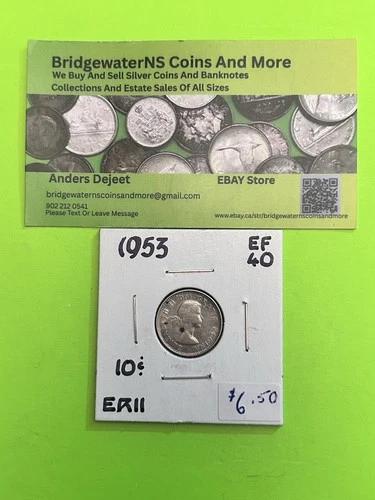 BridgewaterNS Coins And More
We Buy And Sell Silver Coins And Banknotes
Collections And Estate Sales Of All Sizes
Anders Dejeet
EBAY Store
bridgewaternscoinsandmore@gmail.com
902 212 0541
Please Text Or Leave Message
www.ebay.ca/str/bridgewaternscoinsandmore
1953
EF
40
10¢
ERII
$6.50